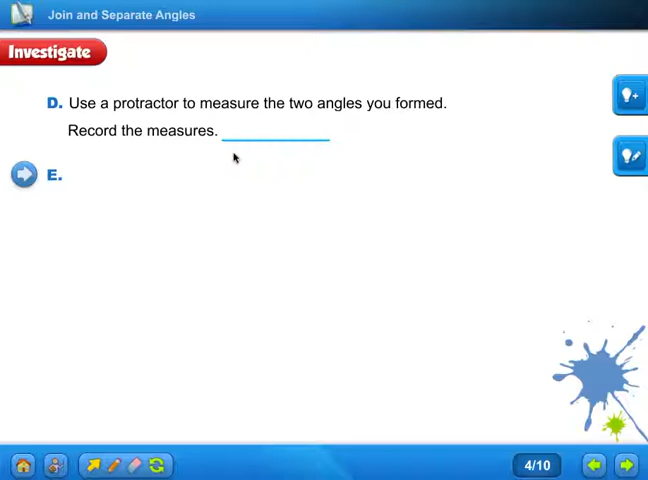 Join and Separate Angles
Investigate
D. Use a protractor to measure the two angles you formed.
Record the measures.
E.
4/10